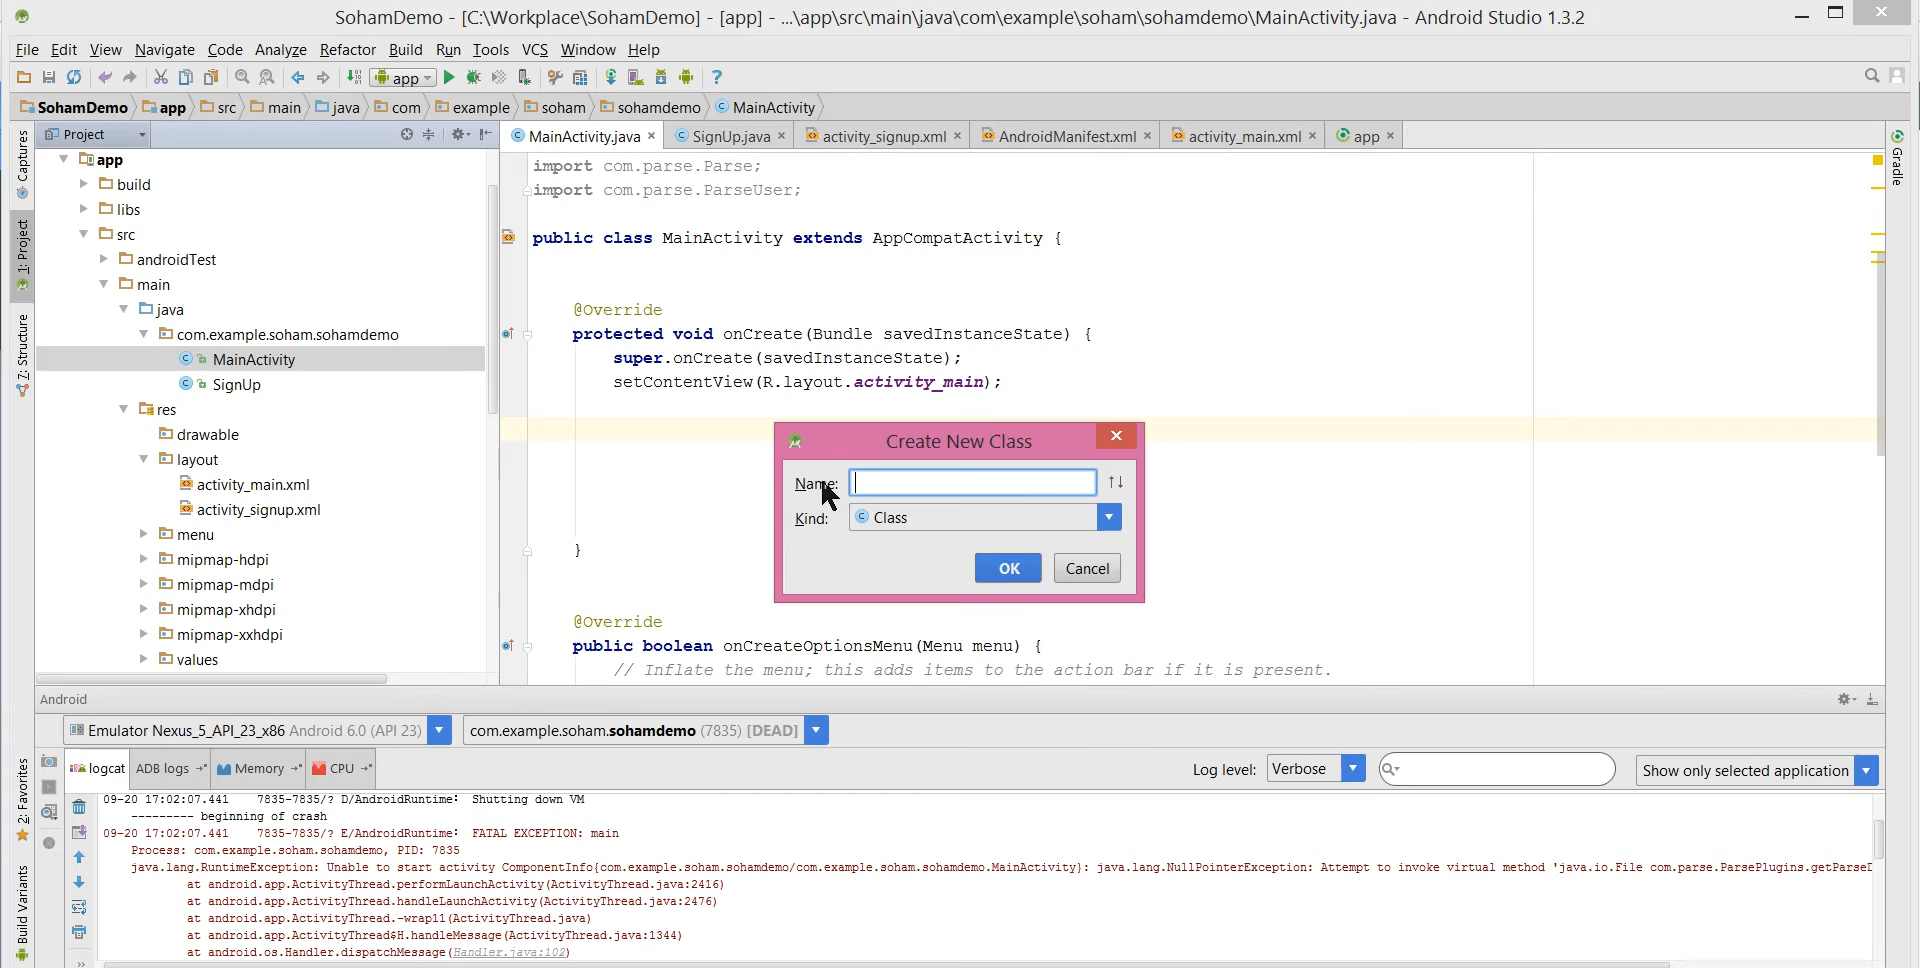 SohamDemo - [C:\Workplace\SohamDemo] - [app] - ...\app\src\main\java\com\example\soham\sohamdemo\MainActivity.java - Android Studio 1.3.2
File Edit View Navigate Code Analyze Refactor Build Run Tools VCS Window Help
app
SohamDemo app src main java com example soham sohamdemo MainActivity
Project
MainActivity.java SignUp.java activity_signup.xml AndroidManifest.xml activity_main.xml app
Captures
1: Project
7: Structure
2: Favorites
Build Variants
Gradle
app
build
libs
src
androidTest
main
java
com.example.soham.sohamdemo
MainActivity
SignUp
res
drawable
layout
activity_main.xml
activity_signup.xml
menu
mipmap-hdpi
mipmap-mdpi
mipmap-xhdpi
mipmap-xxhdpi
values
import com.parse.Parse;
import com.parse.ParseUser;
public class MainActivity extends AppCompatActivity {
@Override
protected void onCreate(Bundle savedInstanceState) {
super.onCreate(savedInstanceState);
setContentView(R.layout.activity_main);
}
@Override
public boolean onCreateOptionsMenu(Menu menu) {
// Inflate the menu; this adds items to the action bar if it is present.
Create New Class
Name:
Kind: Class
OK Cancel
Android
Emulator Nexus_5_API_23_x86 Android 6.0 (API 23) com.example.soham.sohamdemo (7835) [DEAD]
logcat ADB logs Memory CPU
Log level: Verbose Show only selected application
09-20 17:02:07.441 7835-7835/? D/AndroidRuntime: Shutting down VM
--------- beginning of crash
09-20 17:02:07.441 7835-7835/? E/AndroidRuntime: FATAL EXCEPTION: main
Process: com.example.soham.sohamdemo, PID: 7835
java.lang.RuntimeException: Unable to start activity ComponentInfo{com.example.soham.sohamdemo/com.example.soham.sohamdemo.MainActivity}: java.lang.NullPointerException: Attempt to invoke virtual method 'java.io.File com.parse.ParsePlugins.getParseD
at android.app.ActivityThread.performLaunchActivity(ActivityThread.java:2416)
at android.app.ActivityThread.handleLaunchActivity(ActivityThread.java:2476)
at android.app.ActivityThread.-wrap11(ActivityThread.java)
at android.app.ActivityThread$H.handleMessage(ActivityThread.java:1344)
at android.os.Handler.dispatchMessage(Handler.java:102)